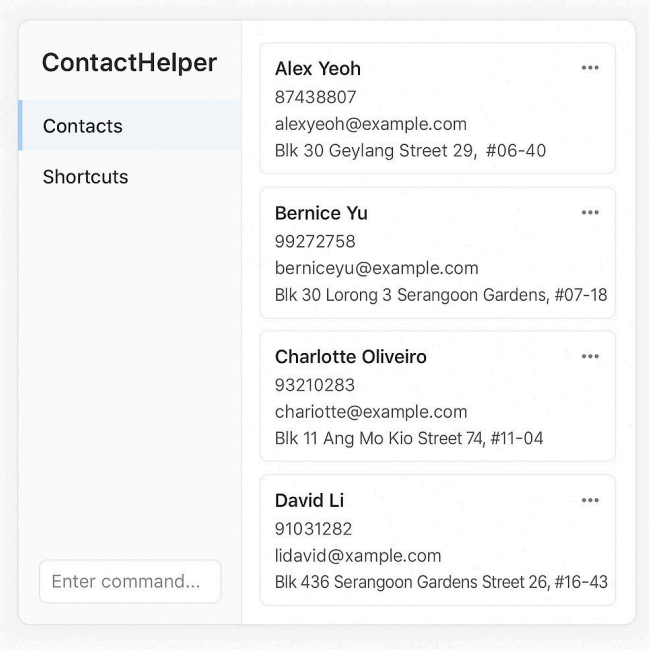 ContactHelper
Contacts
Shortcuts
Enter command...
Alex Yeoh
87438807
alexyeoh@example.com
Blk 30 Geylang Street 29, #06-40
Bernice Yu
99272758
berniceyu@example.com
Blk 30 Lorong 3 Serangoon Gardens, #07-18
Charlotte Oliveiro
93210283
chariotte@example.com
Blk 11 Ang Mo Kio Street 74, #11-04
David Li
91031282
lidavid@xample.com
Blk 436 Serangoon Gardens Street 26, #16-43